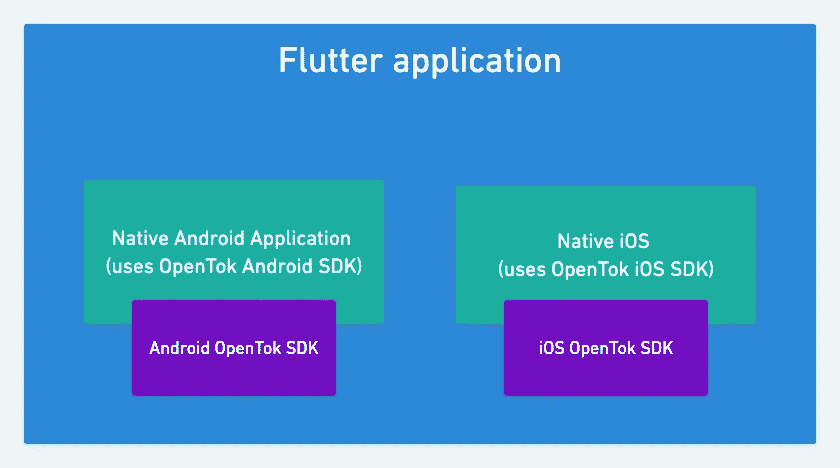 Flutter application
Native Android Application
(uses OpenTok Android SDK)
Android OpenTok SDK
Native iOS
(uses OpenTok iOS SDK)
iOS OpenTok SDK